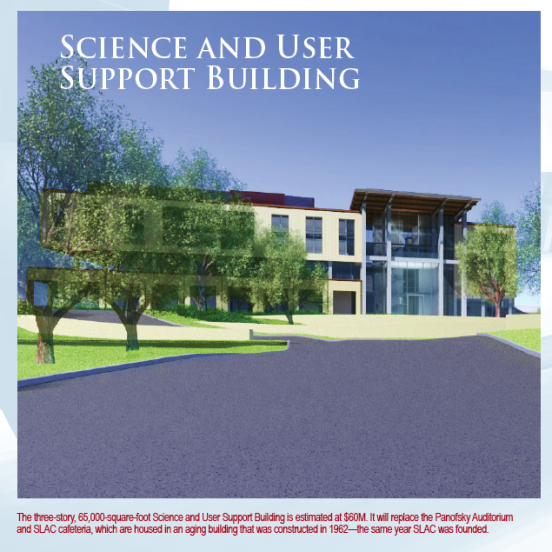 SCIENCE AND USER
SUPPORT BUILDING
The three-story, 65,000-square-foot Science and User Support Building is estimated at $60M. It will replace the Panofsky Auditorium
and SLAC cafeteria, which are housed in an aging building that was constructed in 1962—the same year SLAC was founded.